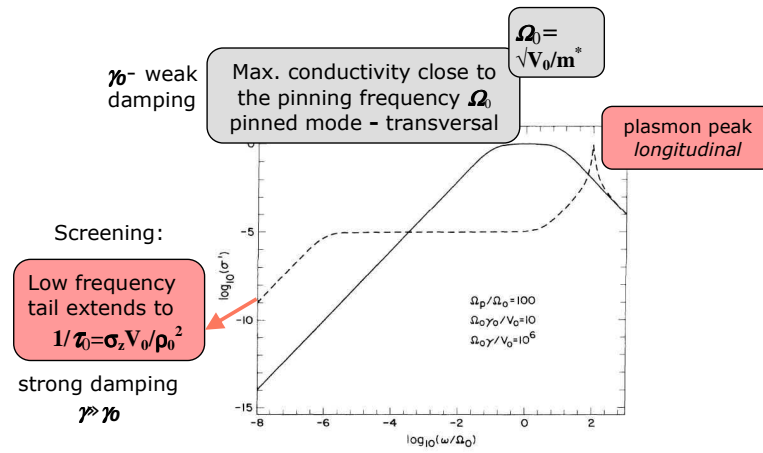 Ω₀=
√V₀/m*
γ₀- weak
damping
Max. conductivity close to
the pinning frequency Ω₀
pinned mode - transversal
plasmon peak
longitudinal
Screening:
Low frequency
tail extends to
1/τ₀=σzV₀/ρ₀²
strong damping
γ»γ₀
0
-5
-10
-15
log₁₀(σ')
Ωp/Ω₀=100
Ω₀γ₀/V₀=10
Ω₀γ/V₀=10⁶
-8 -6 -4 -2 0 2
log₁₀(ω/Ω₀)